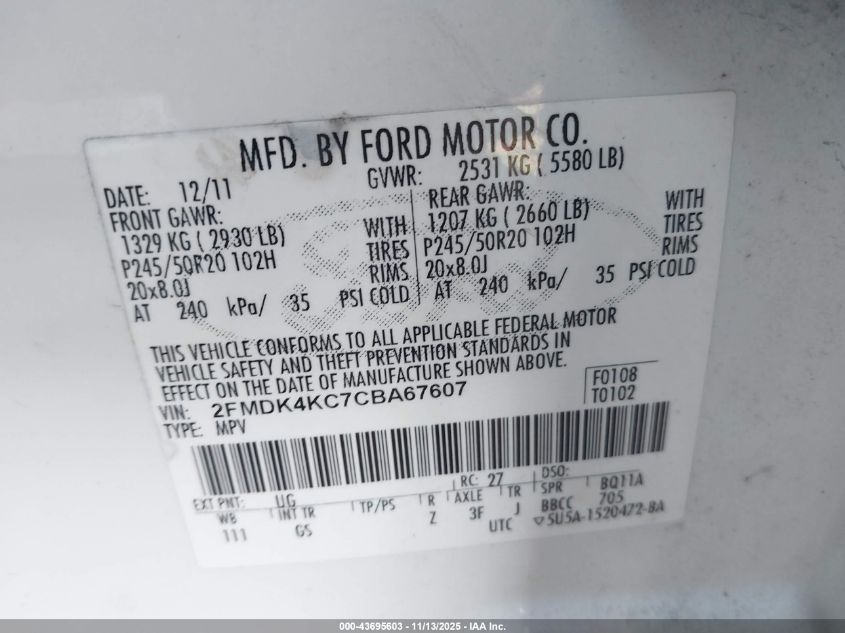 MFD. BY FORD MOTOR CO.
DATE: 12/11 GVWR: 2531 KG ( 5580 LB)
FRONT GAWR: REAR GAWR:
1329 KG ( 2930 LB) WITH 1207 KG ( 2660 LB) WITH
P245/50R20 102H TIRES P245/50R20 102H TIRES
20x8.0J RIMS 20x8.0J RIMS
AT 240 kPa/ 35 PSI COLD AT 240 kPa/ 35 PSI COLD
THIS VEHICLE CONFORMS TO ALL APPLICABLE FEDERAL MOTOR
VEHICLE SAFETY AND THEFT PREVENTION STANDARDS IN
EFFECT ON THE DATE OF MANUFACTURE SHOWN ABOVE.
VIN: 2FMDK4KC7CBA67607 F0108
TYPE: MPV T0102
EXT PNT: UG RC: 27 DSO:
WB INT TR TP/PS R AXLE TR SPR BQ11A
111 GS Z 3F J BBCC 705
UTC ▽5U5A-1520472-BA
000-43695603 - 11/13/2025 - IAA Inc.